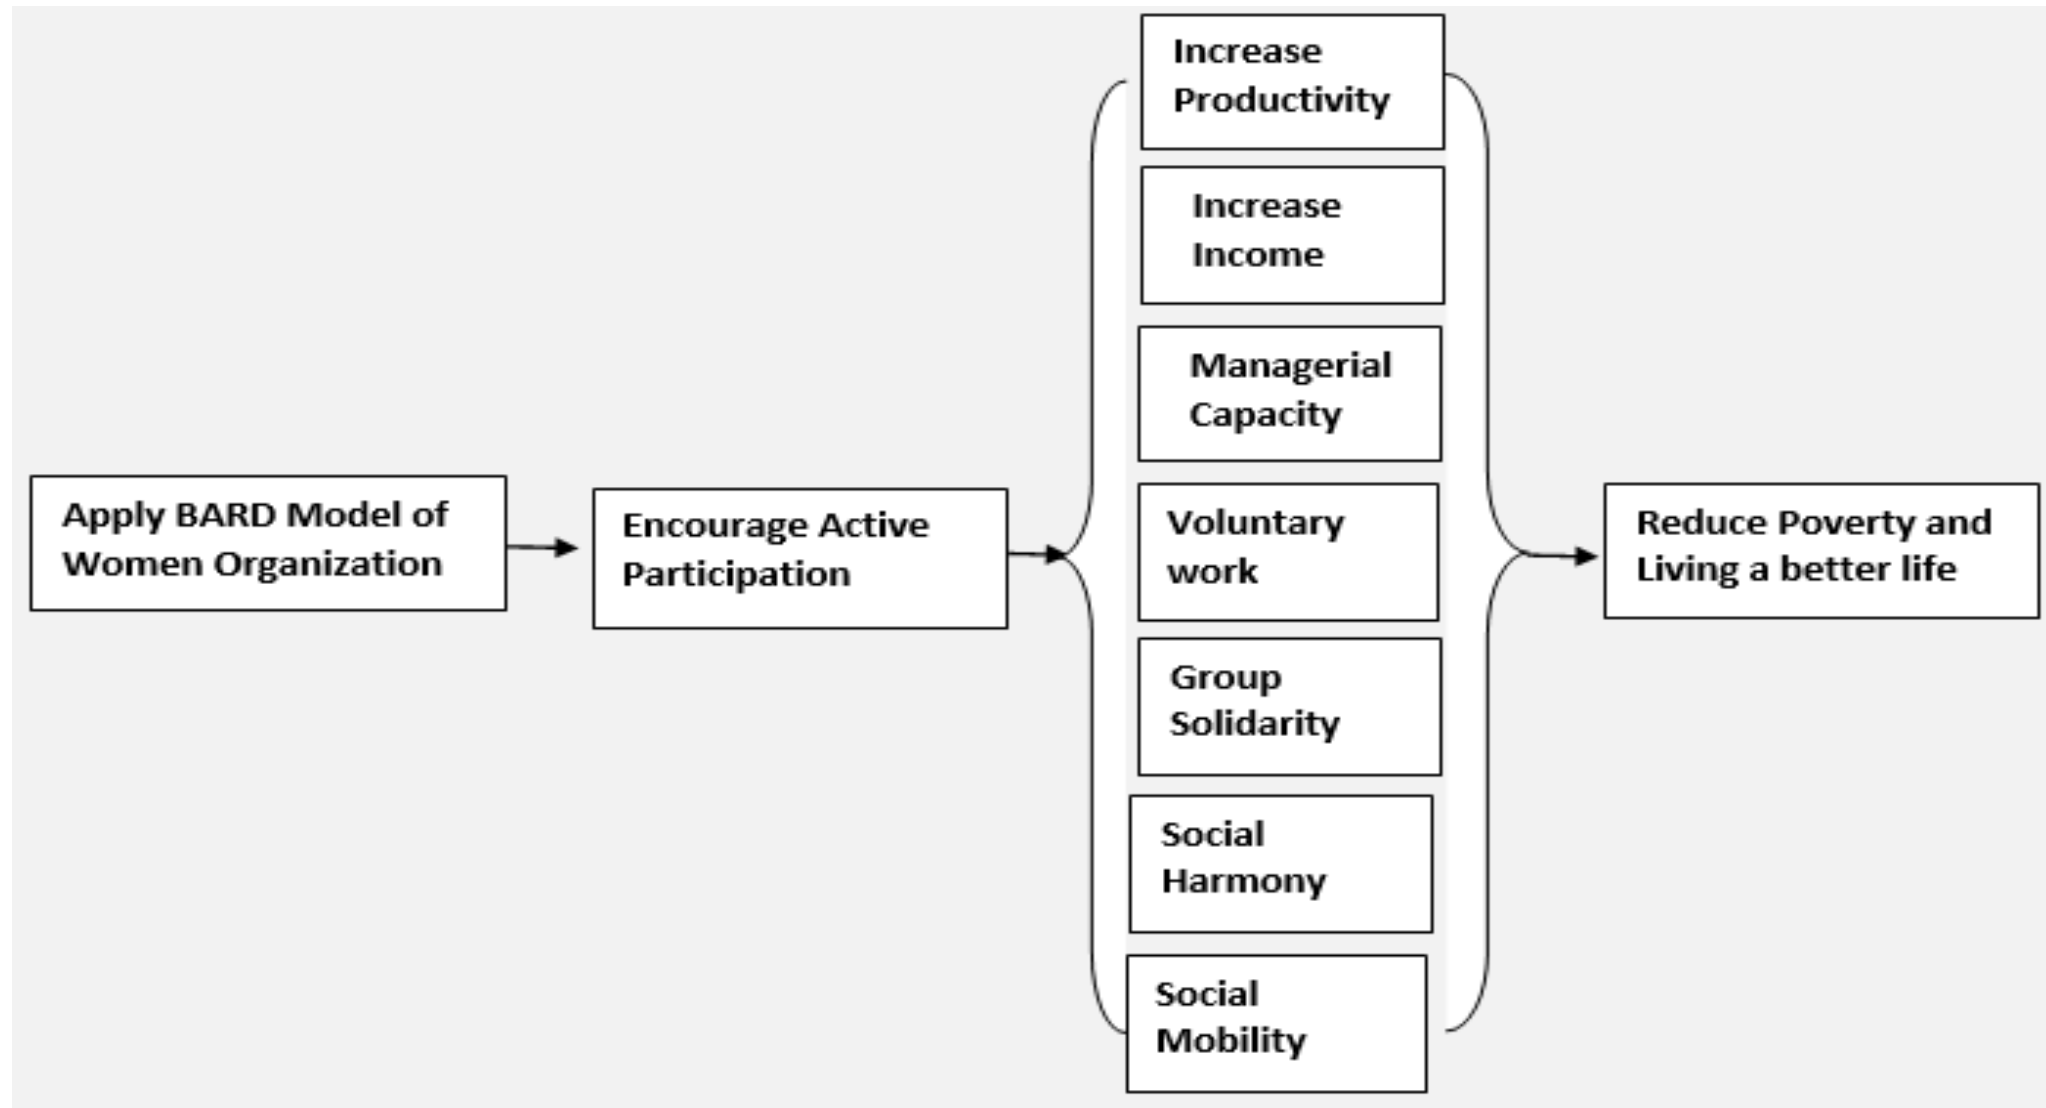 Apply BARD Model of
Women Organization
Encourage Active
Participation
Increase
Productivity
Increase
Income
Managerial
Capacity
Voluntary
work
Group
Solidarity
Social
Harmony
Social
Mobility
Reduce Poverty and
Living a better life